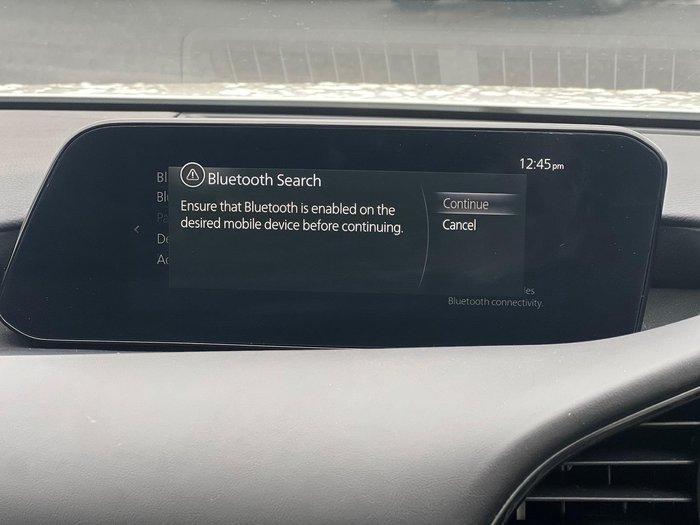 12:45pm
Bluetooth Search
Ensure that Bluetooth is enabled on the
desired mobile device before continuing.
Continue
Cancel
Bluetooth connectivity.